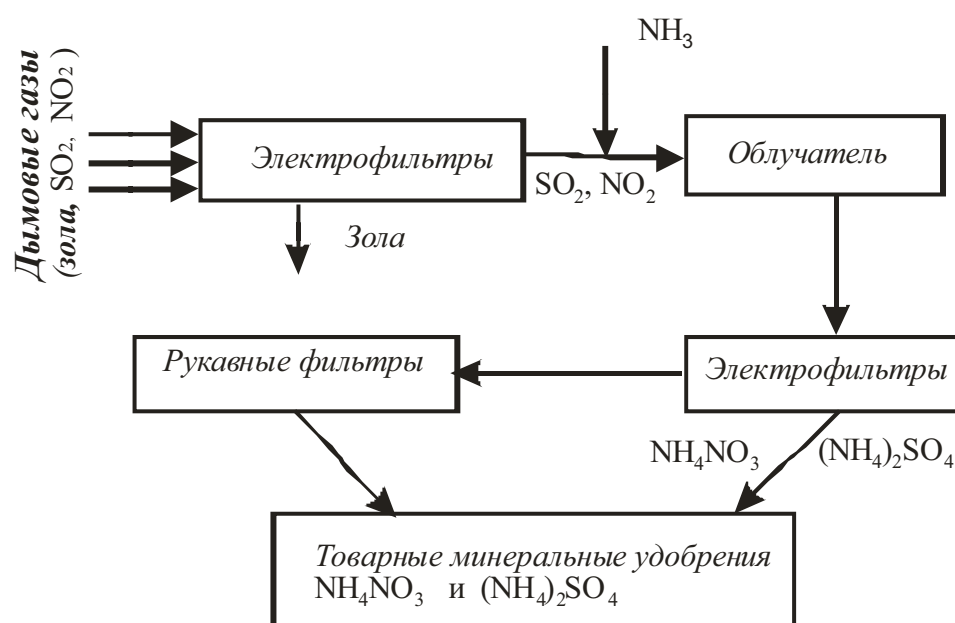 NH₃
Дымовые газы
(зола, SO₂, NO₂)
Электрофильтры
SO₂, NO₂
Облучатель
Зола
Рукавные фильтры
Электрофильтры
NH₄NO₃ (NH₄)₂SO₄
Товарные минеральные удобрения
NH₄NO₃ и (NH₄)₂SO₄